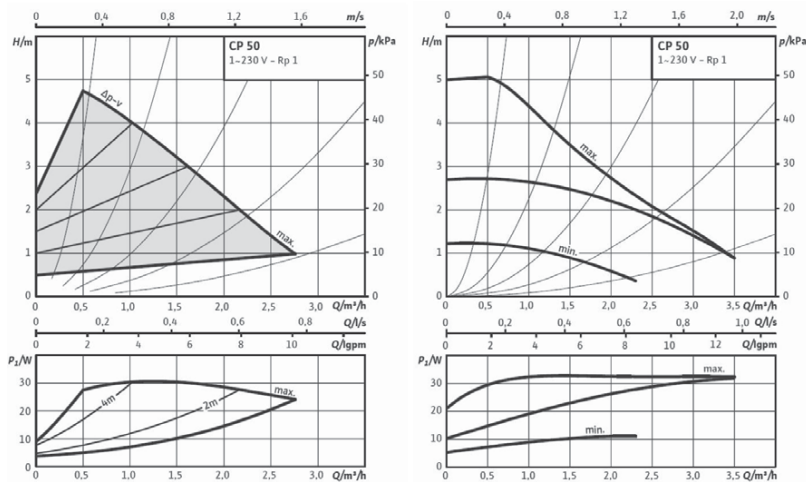 0 0,4 0,8 1,2 m/s
H/m p/kPa
CP 50
1~230 V - Rp 1
Δp-v
5 50
4 40
3 30
2 20
1 10
max.
0 0
0 0,5 1,0 1,5 2,0 2,5 3,0 Q/m³/h
0 0,2 0,4 0,6 0,8 Q/l/s
0 2 4 6 8 10 Q/lgpm
P₁/W
30
20
10
0
4m
2m
max.
0 0,5 1,0 1,5 2,0 2,5 3,0 Q/m³/h
0 0,4 0,8 1,2 1,6 2,0 m/s
H/m p/kPa
CP 50
1~230 V - Rp 1
5 50
4 40
max.
3 30
2 20
min.
1 10
0 0
0 0,5 1,0 1,5 2,0 2,5 3,0 3,5 Q/m³/h
0 0,2 0,4 0,6 0,8 1,0 Q/l/s
0 2 4 6 8 10 12 Q/lgpm
P₁/W
30
20
10
0
max.
min.
0 0,5 1,0 1,5 2,0 2,5 3,0 3,5 Q/m³/h